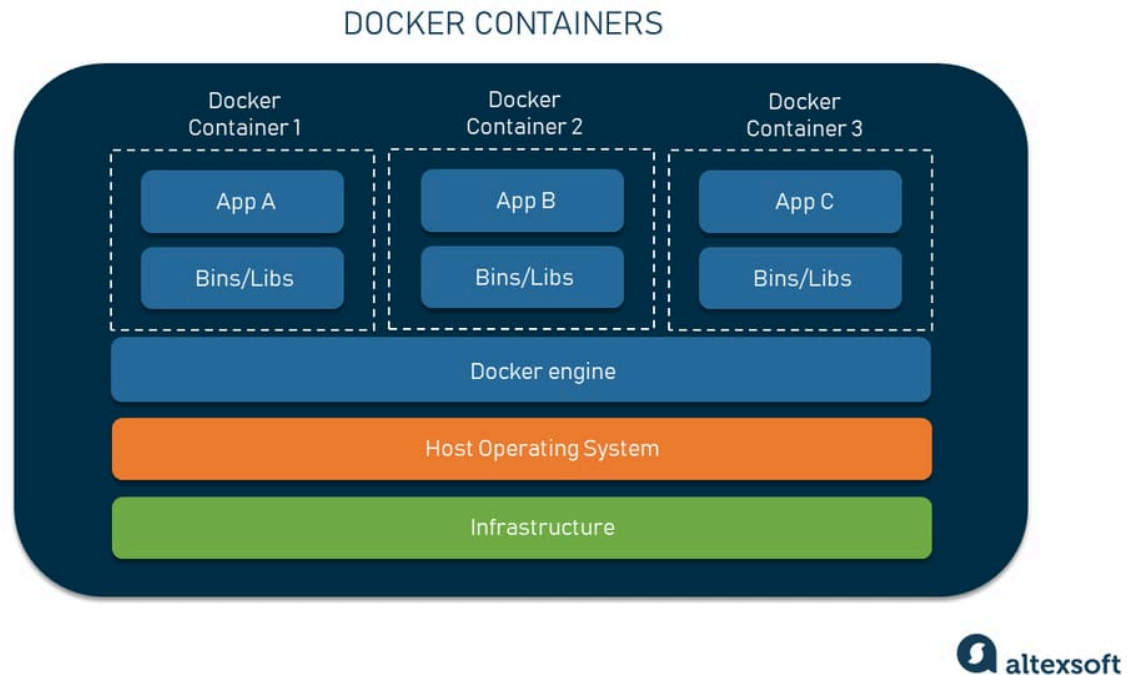 DOCKER CONTAINERS
Docker
Container 1
Docker
Container 2
Docker
Container 3
App A
App B
App C
Bins/Libs
Bins/Libs
Bins/Libs
Docker engine
Host Operating System
Infrastructure
altexsoft